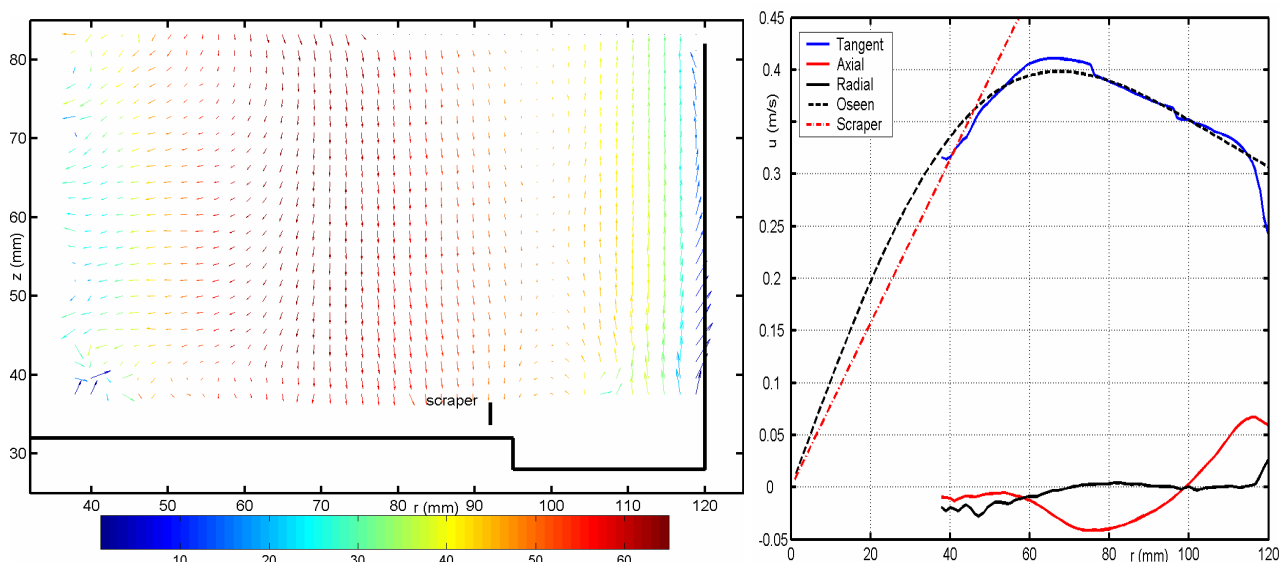 80
70
60
50
40
30
z (mm)
scraper
40 50 60 70 80 90 r (mm) 100 110 120
10 20 30 40 50 60
0.45
0.4
0.35
0.3
0.25
0.2
0.15
0.1
0.05
0
-0.05
u (m/s)
Tangent
Axial
Radial
Oseen
Scraper
0 20 40 60 80 r (mm) 100 120